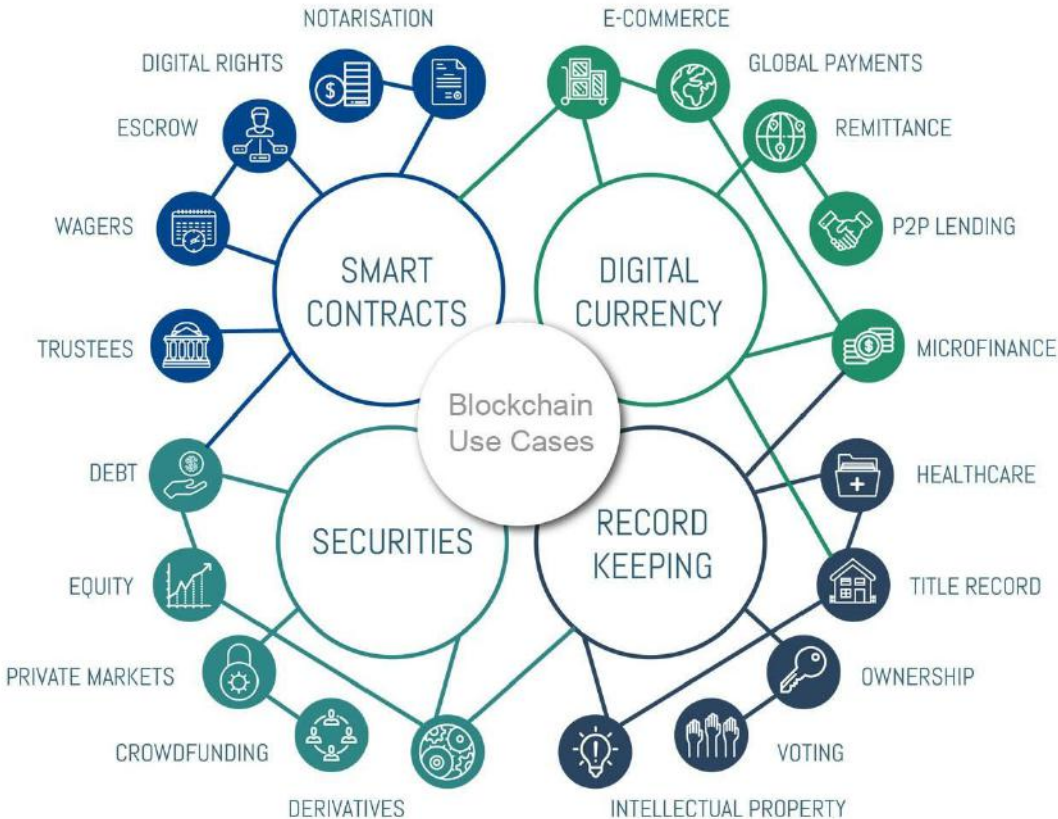 NOTARISATION
E-COMMERCE
DIGITAL RIGHTS
GLOBAL PAYMENTS
ESCROW
REMITTANCE
WAGERS
P2P LENDING
SMART
CONTRACTS
DIGITAL
CURRENCY
TRUSTEES
MICROFINANCE
Blockchain
Use Cases
DEBT
HEALTHCARE
SECURITIES
RECORD
KEEPING
EQUITY
TITLE RECORD
PRIVATE MARKETS
OWNERSHIP
CROWDFUNDING
VOTING
DERIVATIVES
INTELLECTUAL PROPERTY